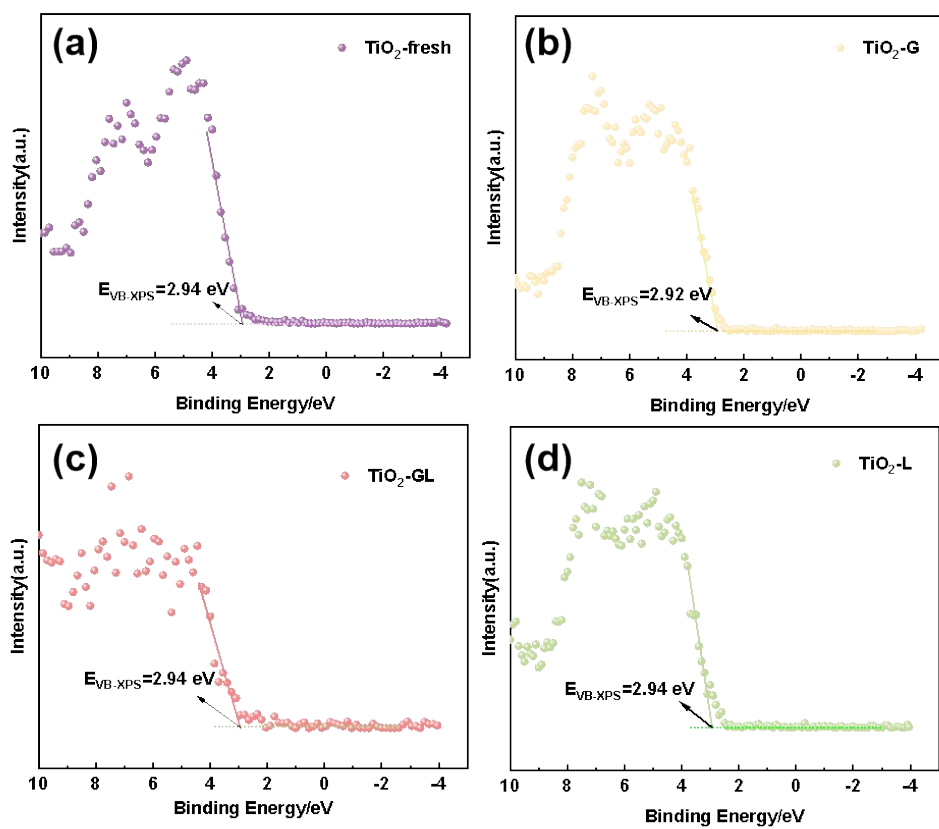 (a)
TiO2-fresh
Intensity(a.u.)
EVB-XPS=2.94 eV
10 8 6 4 2 0 -2 -4
Binding Energy/eV
(b)
TiO2-G
Intensity(a.u.)
EVB-XPS=2.92 eV
10 8 6 4 2 0 -2 -4
Binding Energy/eV
(c)
TiO2-GL
Intensity(a.u.)
EVB-XPS=2.94 eV
10 8 6 4 2 0 -2 -4
Binding Energy/eV
(d)
TiO2-L
Intensity(a.u.)
EVB-XPS=2.94 eV
10 8 6 4 2 0 -2 -4
Binding Energy/eV